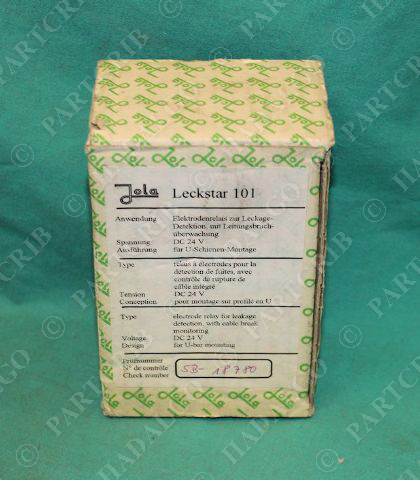 Jola Leckstar 101
Anwendung Elektrodenrelais zur Leckage-
Detektion, mit Leitungsbruch-
überwachung
Spannung DC 24 V
Ausführung für U-Schienen-Montage
Type relais à électrodes pour la
détection de fuites, avec
contrôle de rupture de
câble intégré
Tension DC 24 V
Conception pour montage sur profilé en U
Type electrode relay for leakage
detection, with cable break
monitoring
Voltage DC 24 V
Design for U-bar mounting
Prüfnummer
N° de contrôle
Check number SB- 18780